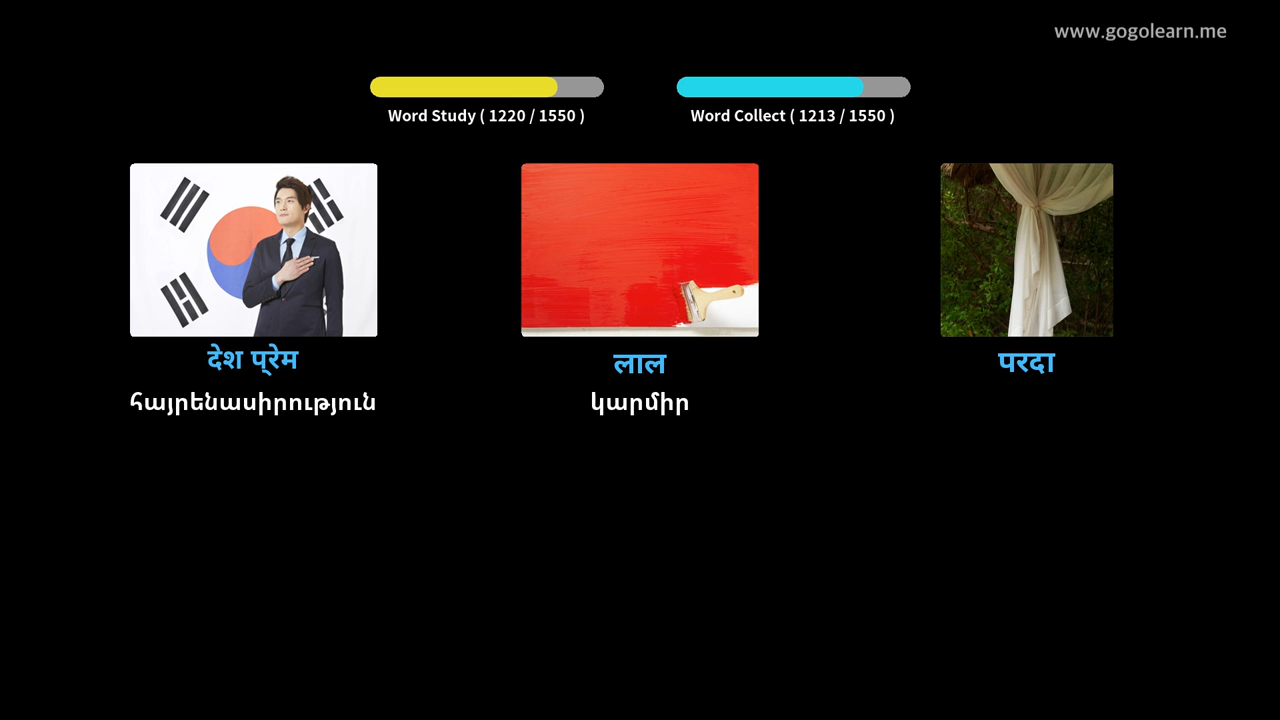 www.gogolearn.me
Word Study ( 1220 / 1550 )
Word Collect ( 1213 / 1550 )
देश प्रेम
लाल
परदा
հայրենասիրություն
կարմիր